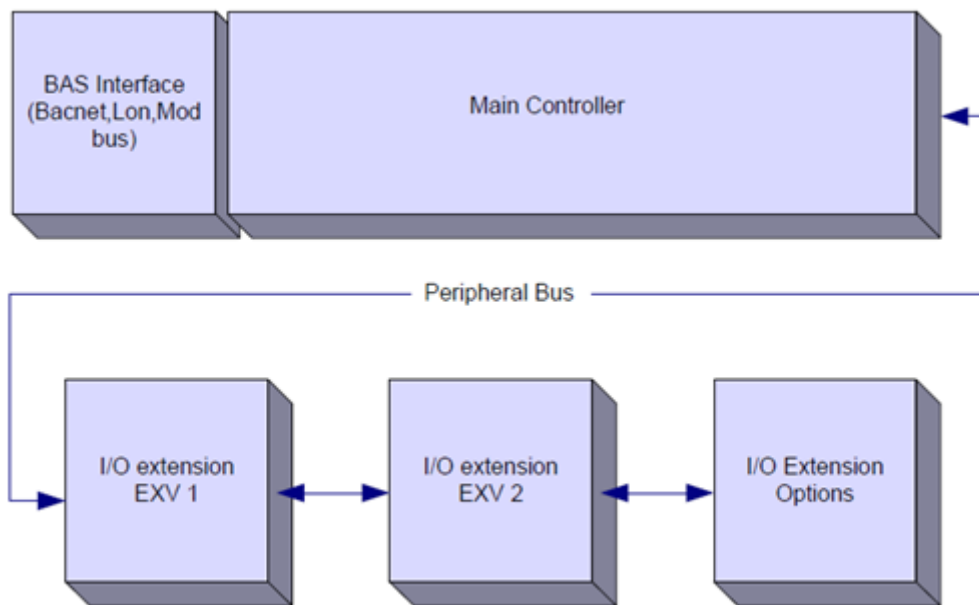 BAS Interface
(Bacnet,Lon,Mod
bus)
Main Controller
Peripheral Bus
I/O extension
EXV 1
I/O extension
EXV 2
I/O Extension
Options